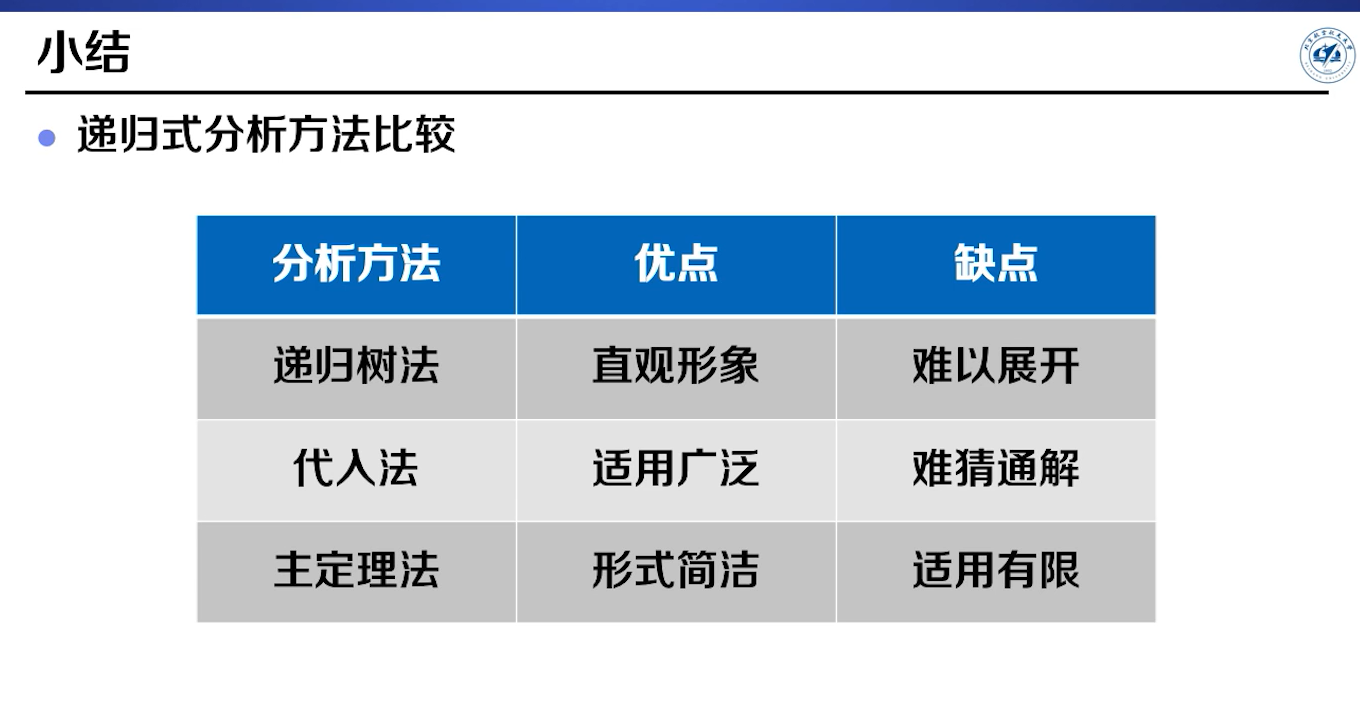 小结
递归式分析方法比较
分析方法 优点 缺点
递归树法 直观形象 难以展开
代入法 适用广泛 难猜通解
主定理法 形式简洁 适用有限